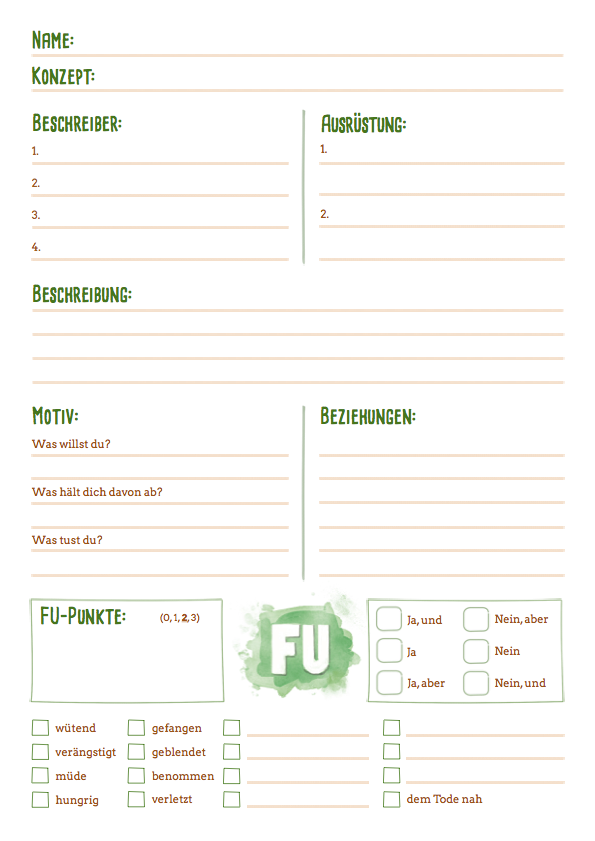 Name:
Konzept:
Beschreiber:
1.
2.
3.
4.
Ausrüstung:
1.
2.
Beschreibung:
Motiv:
Was willst du?
Was hält dich davon ab?
Was tust du?
Beziehungen:
FU-Punkte: (0, 1, 2, 3)
FU
Ja, und Nein, aber
Ja Nein
Ja, aber Nein, und
wütend gefangen
verängstigt geblendet
müde benommen
hungrig verletzt dem Tode nah